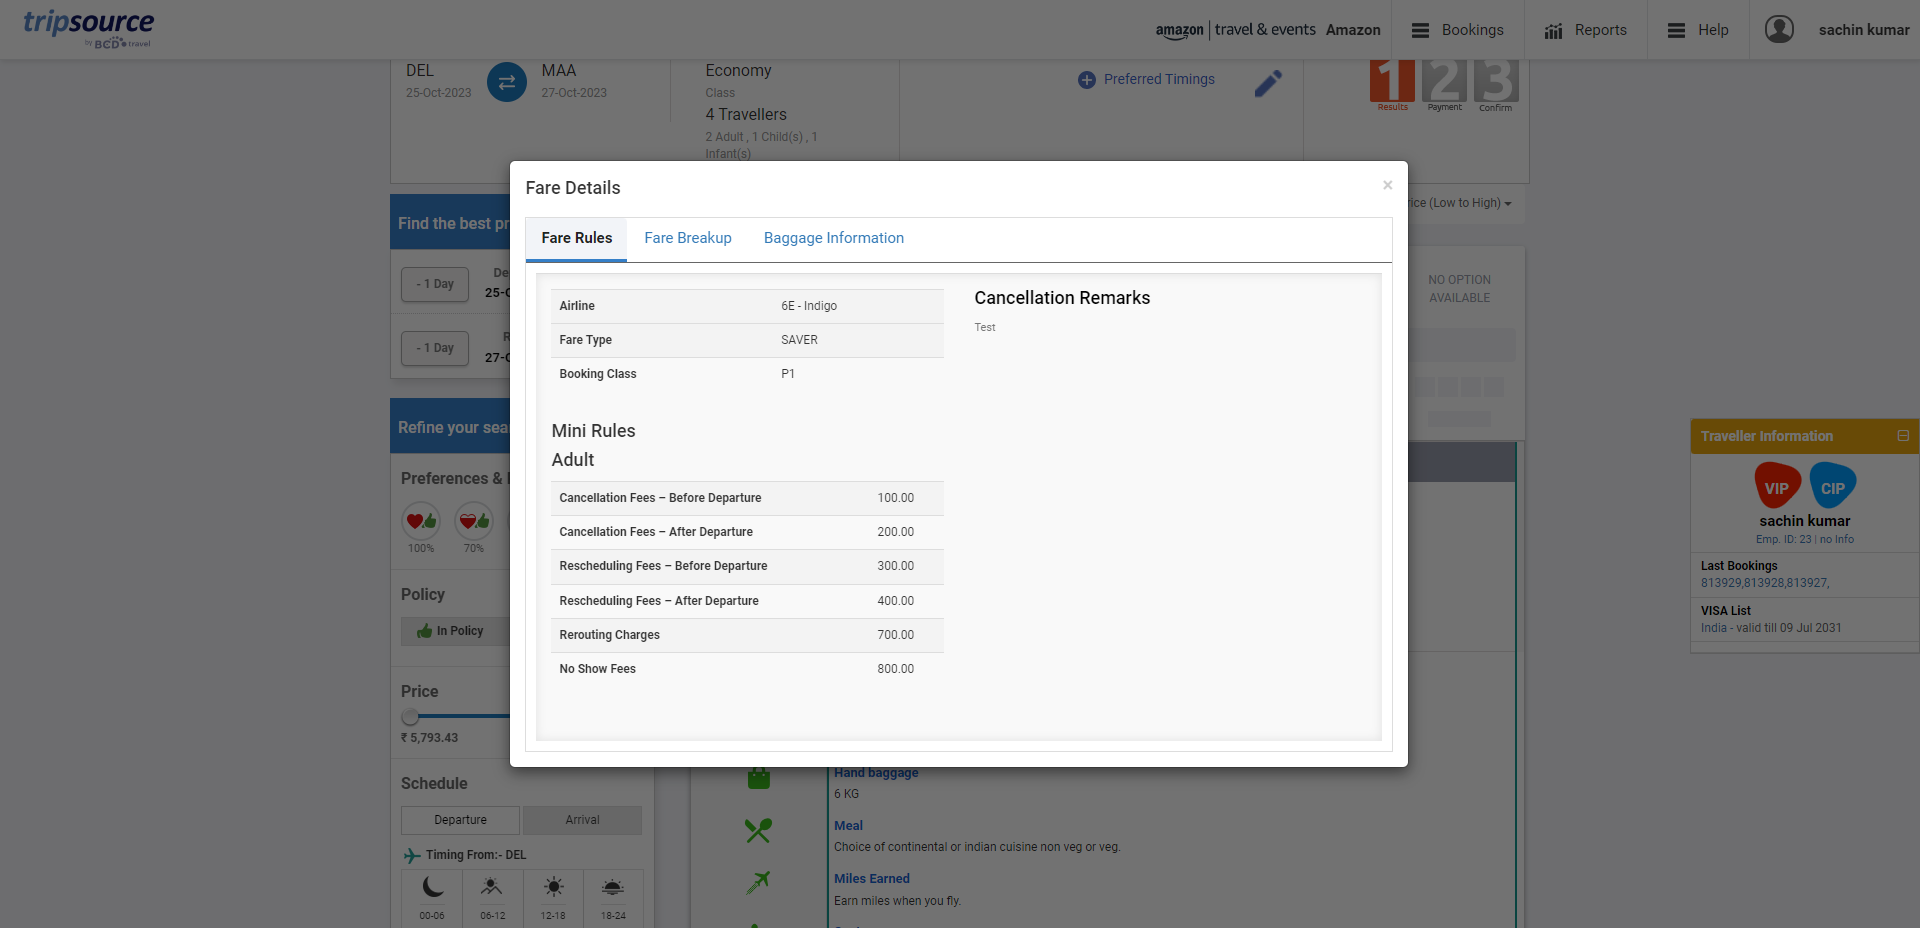 tripsource
by BCD travel
amazon | travel & events Amazon
Bookings
Reports
Help
sachin kumar
DEL
25-Oct-2023
MAA
27-Oct-2023
Economy
Class
4 Travellers
2 Adult , 1 Child(s) , 1
Infant(s)
Preferred Timings
1 2 3
Results Payment Confirm
Fare Details
×
Fare Rules
Fare Breakup
Baggage Information
Airline 6E - Indigo
Fare Type SAVER
Booking Class P1
Cancellation Remarks
Test
Mini Rules
Adult
Cancellation Fees – Before Departure 100.00
Cancellation Fees – After Departure 200.00
Rescheduling Fees – Before Departure 300.00
Rescheduling Fees – After Departure 400.00
Rerouting Charges 700.00
No Show Fees 800.00
(Low to High)
NO OPTION
AVAILABLE
Find the best
- 1 Day
- 1 Day
Refine your
Preferences &
100%
70%
Policy
In Policy
Price
₹ 5,793.43
Schedule
Departure
Arrival
Timing From:- DEL
00-06
06-12
12-18
18-24
Hand baggage
6 KG
Meal
Choice of continental or indian cuisine non veg or veg.
Miles Earned
Earn miles when you fly.
Traveller Information
VIP
CIP
sachin kumar
Emp. ID: 23 | no Info
Last Bookings
813929,813928,813927,
VISA List
India - valid till 09 Jul 2031